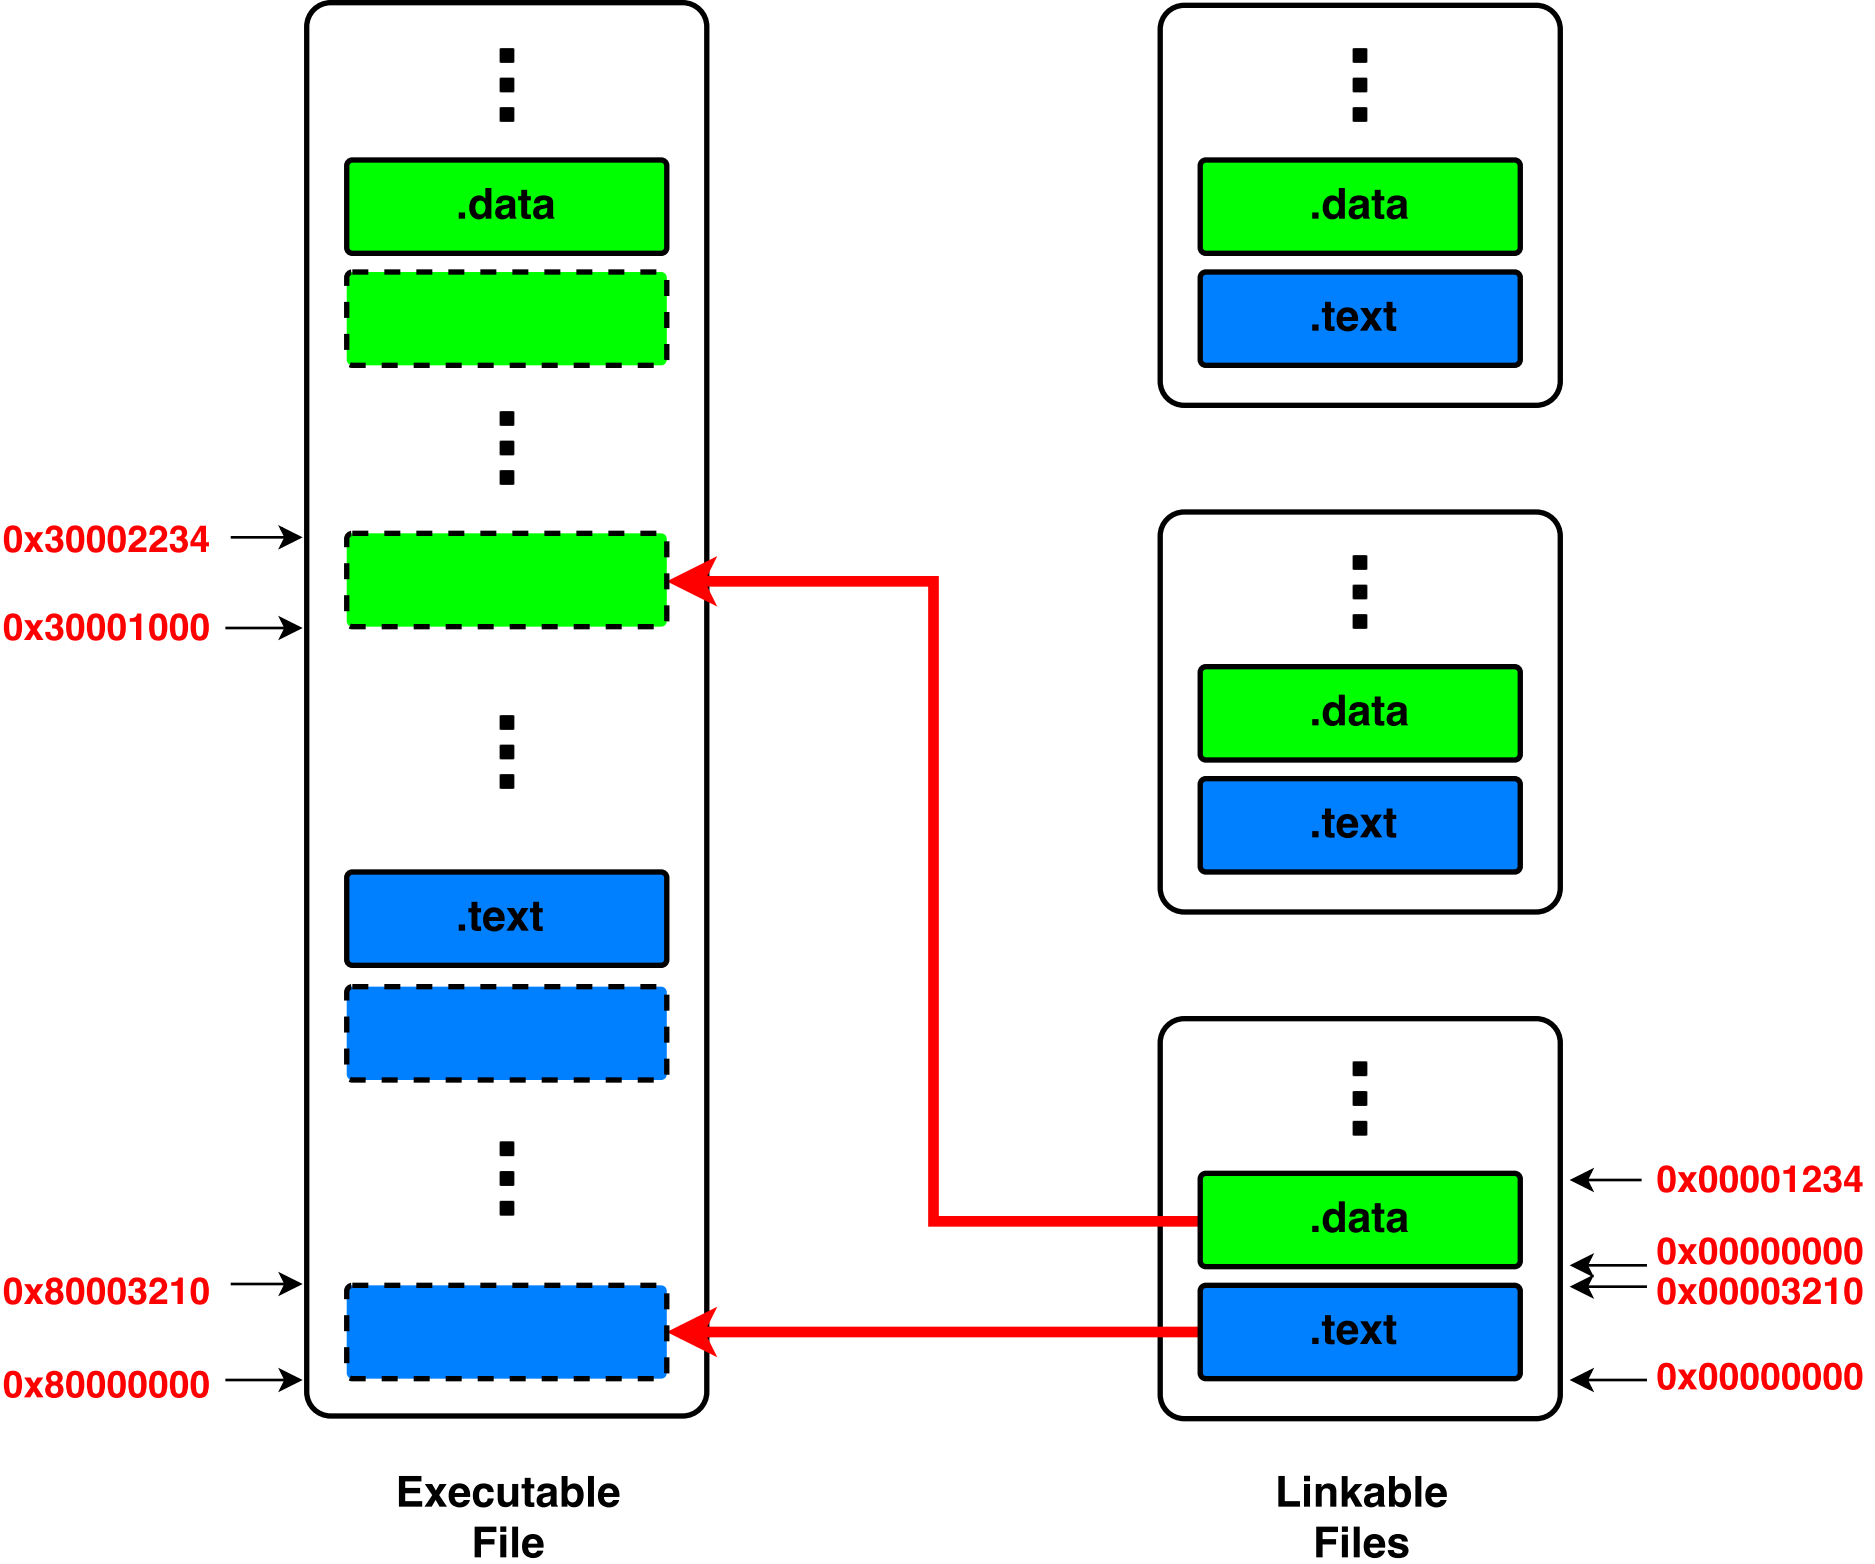 .data
0x30002234
0x30001000
.text
0x80003210
0x80000000
Executable
File
.data
.text
.data
.text
.data
.text
0x00001234
0x00000000
0x00003210
0x00000000
Linkable
Files